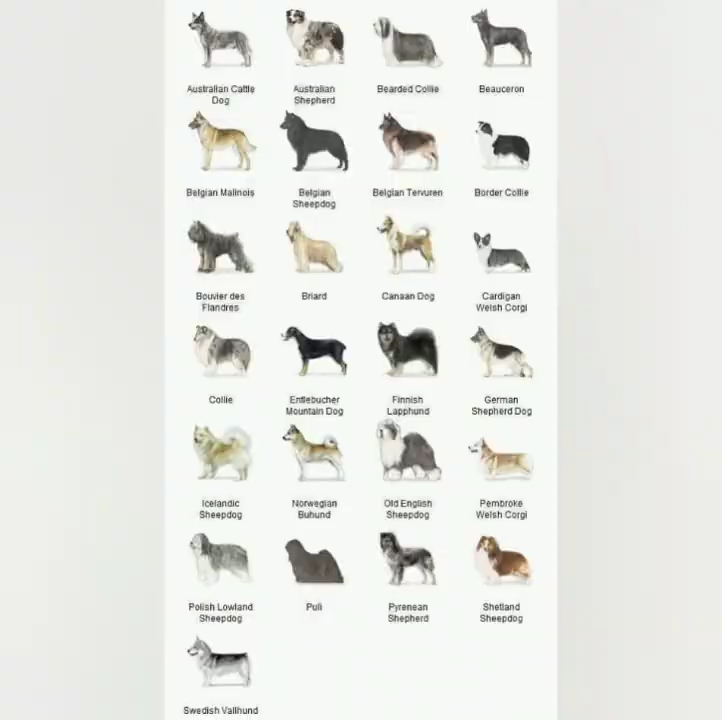 Australian Cattle
Dog
Australian
Shepherd
Bearded Collie
Beauceron
Belgian Malinois
Belgian
Sheepdog
Belgian Tervuren
Border Collie
Bouvier des
Flandres
Briard
Canaan Dog
Cardigan
Welsh Corgi
Collie
Entlebucher
Mountain Dog
Finnish
Lapphund
German
Shepherd Dog
Icelandic
Sheepdog
Norwegian
Buhund
Old English
Sheepdog
Pembroke
Welsh Corgi
Polish Lowland
Sheepdog
Puli
Pyrenean
Shepherd
Shetland
Sheepdog
Swedish Vallhund